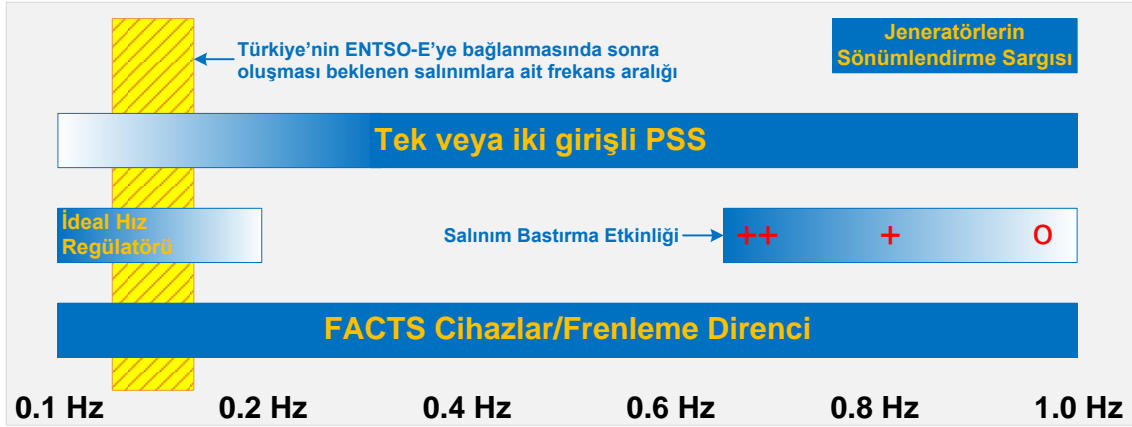 Türkiye’nin ENTSO-E’ye bağlanmasında sonra
oluşması beklenen salınımlara ait frekans aralığı
Jeneratörlerin
Sönümlendirme Sargısı
Tek veya iki girişli PSS
İdeal Hız
Regülatörü
Salınım Bastırma Etkinliği
++
+
O
FACTS Cihazlar/Frenleme Direnci
0.1 Hz
0.2 Hz
0.4 Hz
0.6 Hz
0.8 Hz
1.0 Hz